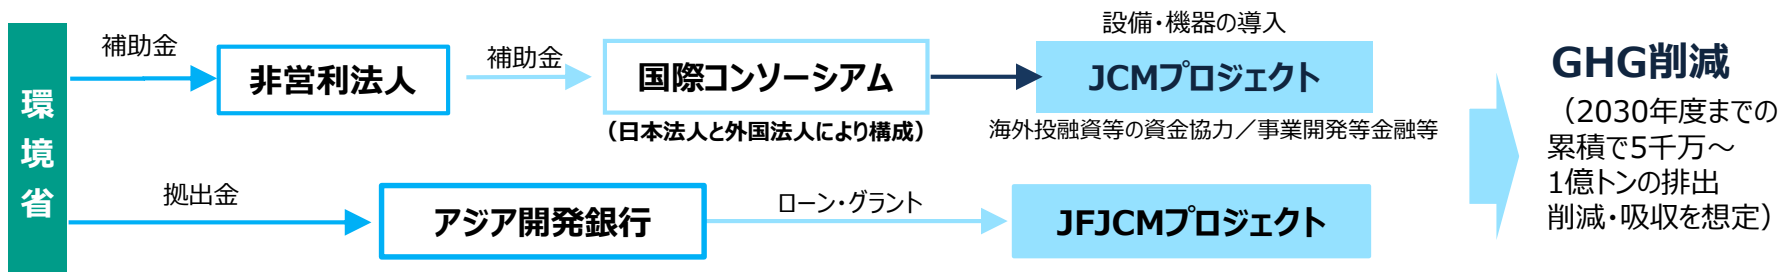 環境省
補助金
非営利法人
補助金
国際コンソーシアム
（日本法人と外国法人により構成）
設備・機器の導入
JCMプロジェクト
海外投融資等の資金協力／事業開発等金融等
拠出金
アジア開発銀行
ローン・グラント
JFJCMプロジェクト
GHG削減
（2030年度までの
累積で5千万～
1億トンの排出
削減・吸収を想定）